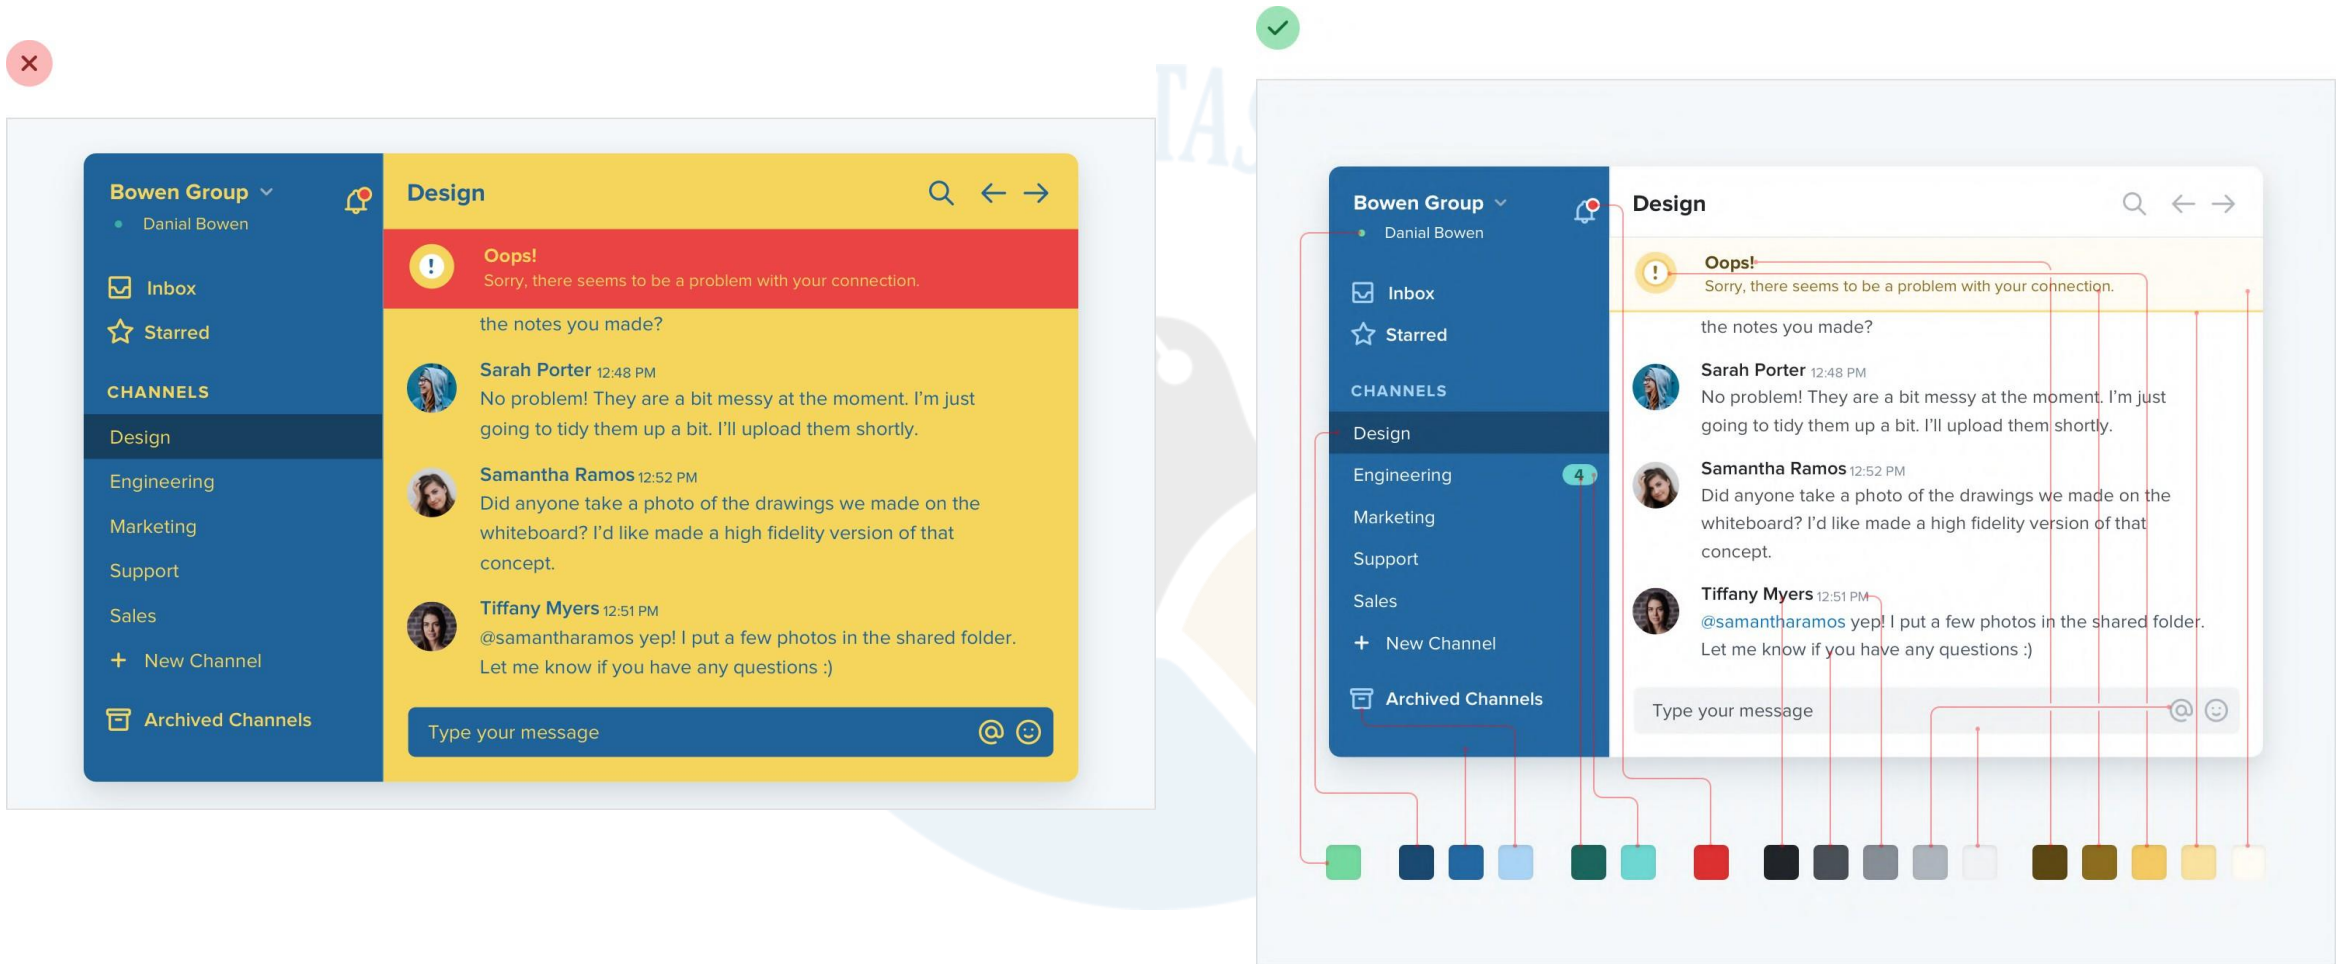 TAS
Bowen Group
Danial Bowen
Inbox
Starred
CHANNELS
Design
Engineering
Marketing
Support
Sales
+ New Channel
Archived Channels
Design
Oops!
Sorry, there seems to be a problem with your connection.
the notes you made?
Sarah Porter 12:48 PM
No problem! They are a bit messy at the moment. I'm just
going to tidy them up a bit. I'll upload them shortly.
Samantha Ramos 12:52 PM
Did anyone take a photo of the drawings we made on the
whiteboard? I'd like made a high fidelity version of that
concept.
Tiffany Myers 12:51 PM
@samantharamos yep! I put a few photos in the shared folder.
Let me know if you have any questions :)
Type your message @
Bowen Group
Danial Bowen
Inbox
Starred
CHANNELS
Design
Engineering 4
Marketing
Support
Sales
+ New Channel
Archived Channels
Design
Oops!
Sorry, there seems to be a problem with your connection.
the notes you made?
Sarah Porter 12:48 PM
No problem! They are a bit messy at the moment. I'm just
going to tidy them up a bit. I'll upload them shortly.
Samantha Ramos 12:52 PM
Did anyone take a photo of the drawings we made on the
whiteboard? I'd like made a high fidelity version of that
concept.
Tiffany Myers 12:51 PM
@samantharamos yep! I put a few photos in the shared folder.
Let me know if you have any questions :)
Type your message @